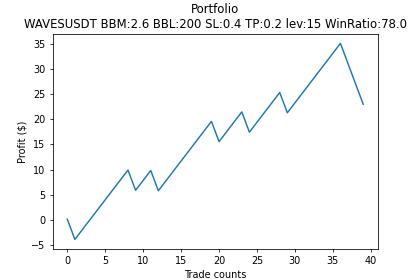 Portfolio
WAVESUSDT BBM:2.6 BBL:200 SL:0.4 TP:0.2 lev:15 WinRatio:78.0
35
30
25
20
15
10
5
0
−5
Profit ($)
0 5 10 15 20 25 30 35 40
Trade counts